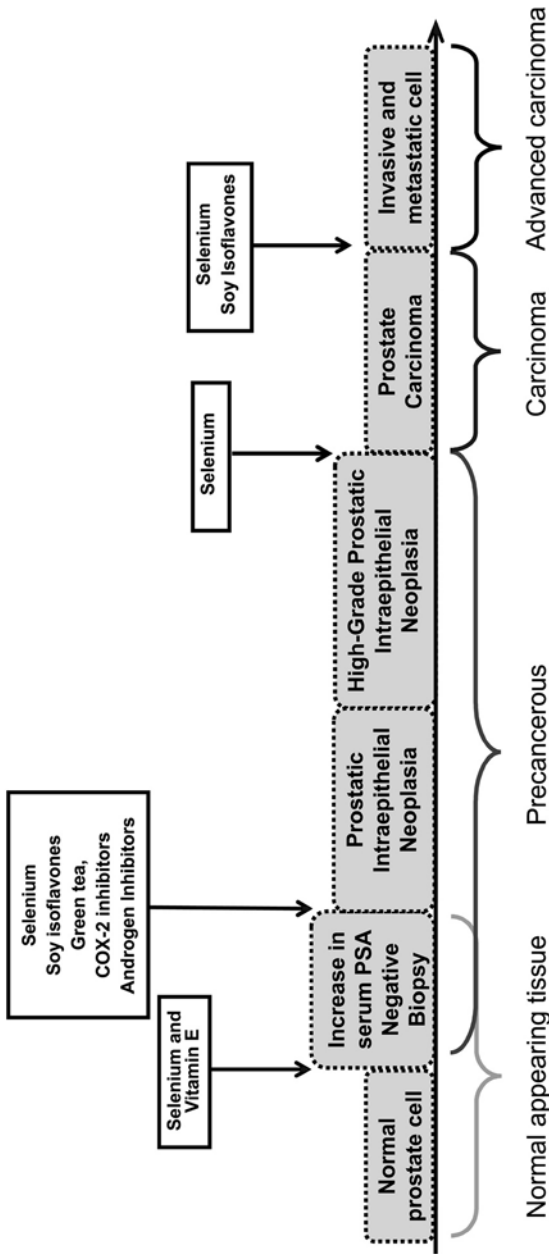 Selenium and
Vitamin E
Selenium
Soy isoflavones
Green tea,
COX-2 inhibitors
Androgen Inhibitors
Selenium
Selenium
Soy Isoflavones
Normal
prostate cell
Increase in
serum PSA
Negative
Biopsy
Prostatic
Intraepithelial
Neoplasia
High-Grade Prostatic
Intraepithelial
Neoplasia
Prostate
Carcinoma
Invasive and
metastatic cell
Normal appearing tissue
Precancerous
Carcinoma
Advanced carcinoma